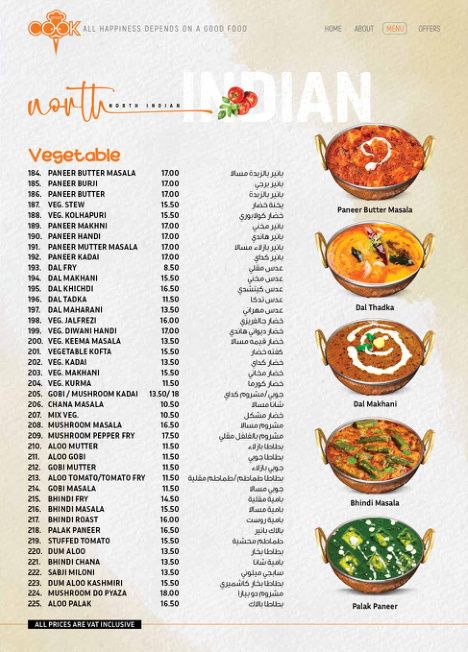 COOK
ALL HAPPINESS DEPENDS ON A GOOD FOOD
HOME ABOUT MENU OFFERS
INDIAN
north NORTH INDIAN
Vegetable
184. PANEER BUTTER MASALA 17.00 بانير بالزبدة مسالا
185. PANEER BURJI 17.00 بانير برجي
186. PANEER BUTTER 17.00 بانير بالزبدة
187. VEG. STEW 15.50 يخنة خضار
188. VEG. KOLHAPURI 15.50 خضار كولابوري
189. PANEER MAKHNI 17.00 بانير مخني
190. PANEER HANDI 17.00 بانير هاندي
191. PANEER MUTTER MASALA 17.00 بانير بازلاء مسالا
192. PANEER KADAI 17.00 بانير كداي
193. DAL FRY 8.50 عدس مقلي
194. DAL MAKHANI 15.50 عدس مخني
195. DAL KHICHDI 16.50 عدس كيتشدي
196. DAL TADKA 11.50 عدس تدكا
197. DAL MAHARANI 13.50 عدس مهراني
198. VEG. JALFREZI 16.00 خضار جالفريزي
199. VEG. DIWANI HANDI 17.00 خضار ديواني هاندي
200. VEG. KEEMA MASALA 13.50 خضار قيمة مسالا
201. VEGETABLE KOFTA 15.50 كفته خضار
202. VEG. KADAI 13.50 خضار كداي
203. VEG. MAKHANI 15.50 خضار مخاني
204. VEG. KURMA 11.50 خضار كورما
205. GOBI / MUSHROOM KADAI 13.50/ 18 جوبي /مشروم كداي
206. CHANA MASALA 10.50 شانا مسالا
207. MIX VEG. 10.50 خضار مشكل
208. MUSHROOM MASALA 16.50 مشروم مسالا
209. MUSHROOM PEPPER FRY 17.50 مشروم بالفلفل مقلي
210. ALOO MUTTER 11.50 بطاطا بازلاء
211. ALOO GOBI 11.50 بطاطا جوبي
212. GOBI MUTTER 11.50 جوبي بازلاء
213. ALOO TOMATO/TOMATO FRY 11.50 بطاطا طماطم /طماطم مقلية
214. GOBI MASALA 11.50 جوبي مسالا
215. BHINDI FRY 14.50 بامية مقلية
216. BHINDI MASALA 15.50 بامية مسالا
217. BHINDI ROAST 16.00 بامية روست
218. PALAK PANEER 16.50 بالاك بانير
219. STUFFED TOMATO 15.50 طماطم محشية
220. DUM ALOO 13.50 بطاطا بخار
221. BHINDI CHANA 13.50 بامية شانا
222. SABJI MILONI 13.50 سابجي ميلوني
223. DUM ALOO KASHMIRI 15.50 بطاطا بخار كاشميري
224. MUSHROOM DO PYAZA 18.00 مشروم دو بيازا
225. ALOO PALAK 16.50 بطاطا بالاك
Paneer Butter Masala
Dal Thadka
Dal Makhani
Bhindi Masala
Palak Paneer
ALL PRICES ARE VAT INCLUSIVE